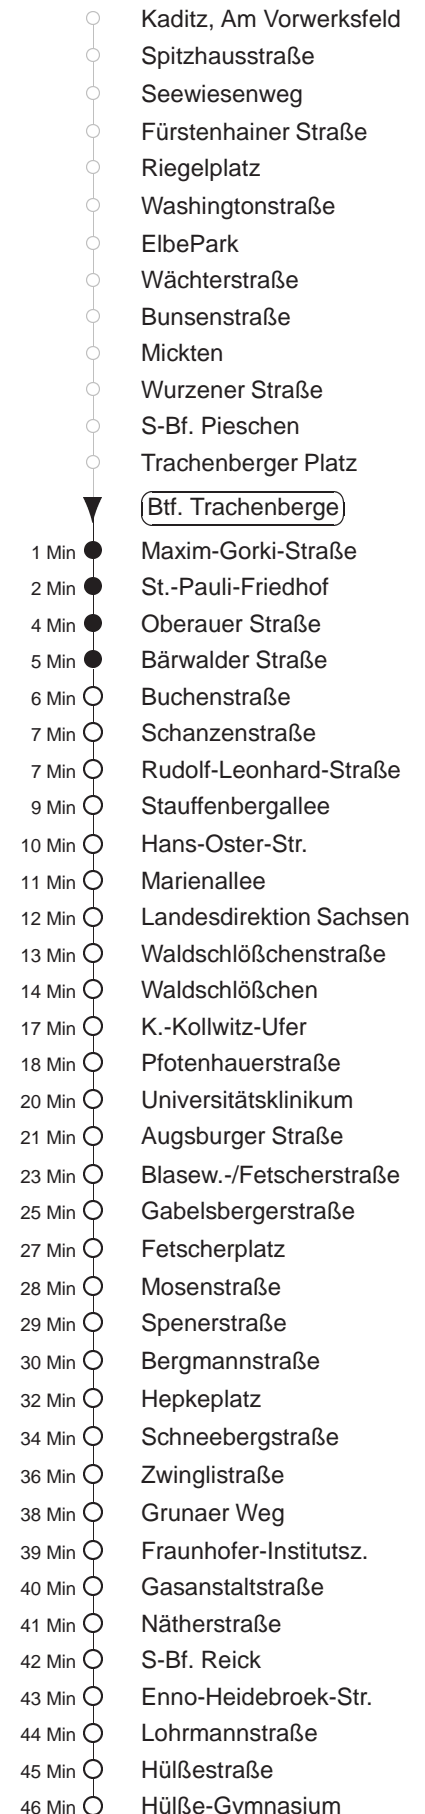 Kaditz, Am Vorwerksfeld
Spitzhausstraße
Seewiesenweg
Fürstenhainer Straße
Riegelplatz
Washingtonstraße
ElbePark
Wächterstraße
Bunsenstraße
Mickten
Wurzener Straße
S-Bf. Pieschen
Trachenberger Platz
Btf. Trachenberge
1 Min Maxim-Gorki-Straße
2 Min St.-Pauli-Friedhof
4 Min Oberauer Straße
5 Min Bärwalder Straße
6 Min Buchenstraße
7 Min Schanzenstraße
7 Min Rudolf-Leonhard-Straße
9 Min Stauffenbergallee
10 Min Hans-Oster-Str.
11 Min Marienallee
12 Min Landesdirektion Sachsen
13 Min Waldschlößchenstraße
14 Min Waldschlößchen
17 Min K.-Kollwitz-Ufer
18 Min Pfotenhauerstraße
20 Min Universitätsklinikum
21 Min Augsburger Straße
23 Min Blasew.-/Fetscherstraße
25 Min Gabelsbergerstraße
27 Min Fetscherplatz
28 Min Mosenstraße
29 Min Spenerstraße
30 Min Bergmannstraße
32 Min Hepkeplatz
34 Min Schneebergstraße
36 Min Zwinglistraße
38 Min Grunaer Weg
39 Min Fraunhofer-Institutsz.
40 Min Gasanstaltstraße
41 Min Nätherstraße
42 Min S-Bf. Reick
43 Min Enno-Heidebroek-Str.
44 Min Lohrmannstraße
45 Min Hülßestraße
46 Min Hülße-Gymnasium